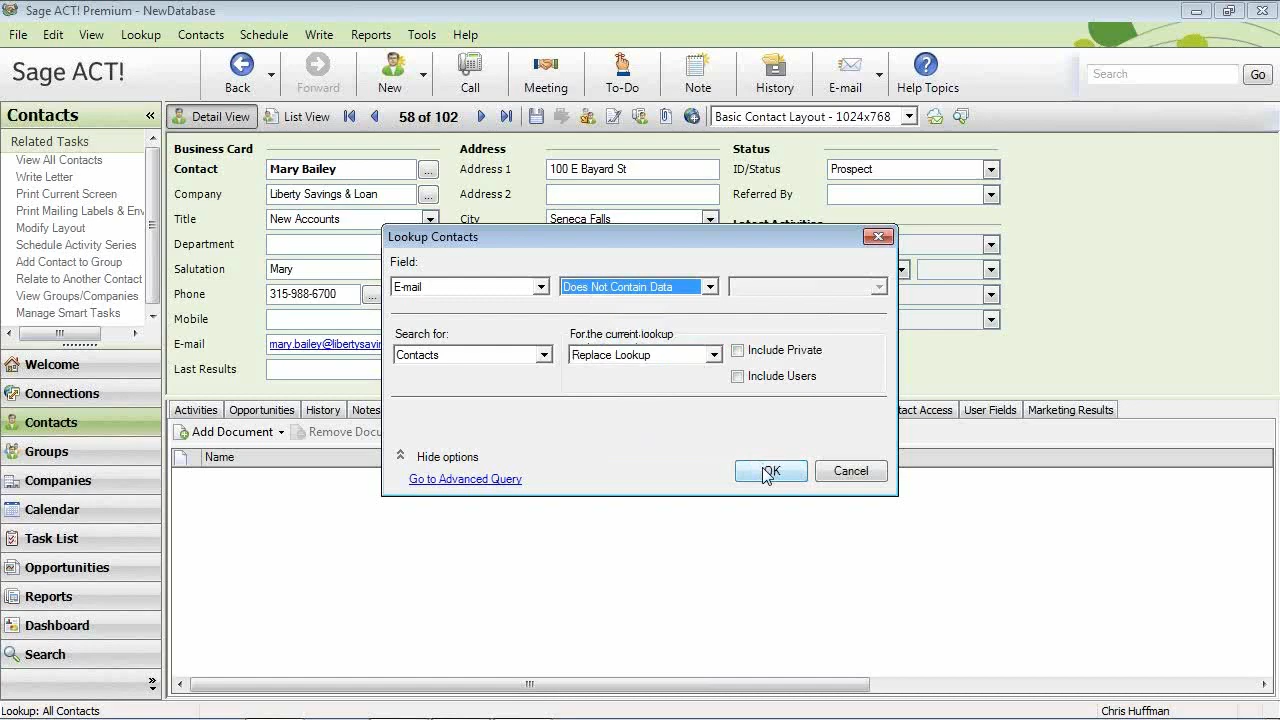 Sage ACT! Premium - NewDatabase
File Edit View Lookup Contacts Schedule Write Reports Tools Help
Sage ACT!
Back Forward New Call Meeting To-Do Note History E-mail Help Topics Search Go
Contacts «
Detail View List View 58 of 102 Basic Contact Layout - 1024x768
Related Tasks
View All Contacts
Write Letter
Print Current Screen
Print Mailing Labels & Env
Modify Layout
Schedule Activity Series
Add Contact to Group
Relate to Another Contact
View Groups/Companies
Manage Smart Tasks
Welcome
Connections
Contacts
Groups
Companies
Calendar
Task List
Opportunities
Reports
Dashboard
Search
»
Business Card Address Status
Contact Mary Bailey ... Address 1 100 E Bayard St ID/Status Prospect
Company Liberty Savings & Loan ... Address 2 Referred By
Title New Accounts City Seneca Falls
Department
Salutation Mary
Phone 315-988-6700 ...
Mobile
E-mail mary.bailey@libertysavin
Last Results
Lookup Contacts
Field:
E-mail Does Not Contain Data
Search for: For the current lookup
Contacts Replace Lookup Include Private
Include Users
Hide options
Go to Advanced Query OK Cancel
Activities Opportunities History Notes tact Access User Fields Marketing Results
Add Document Remove Docu
Name
Lookup: All Contacts Chris Huffman